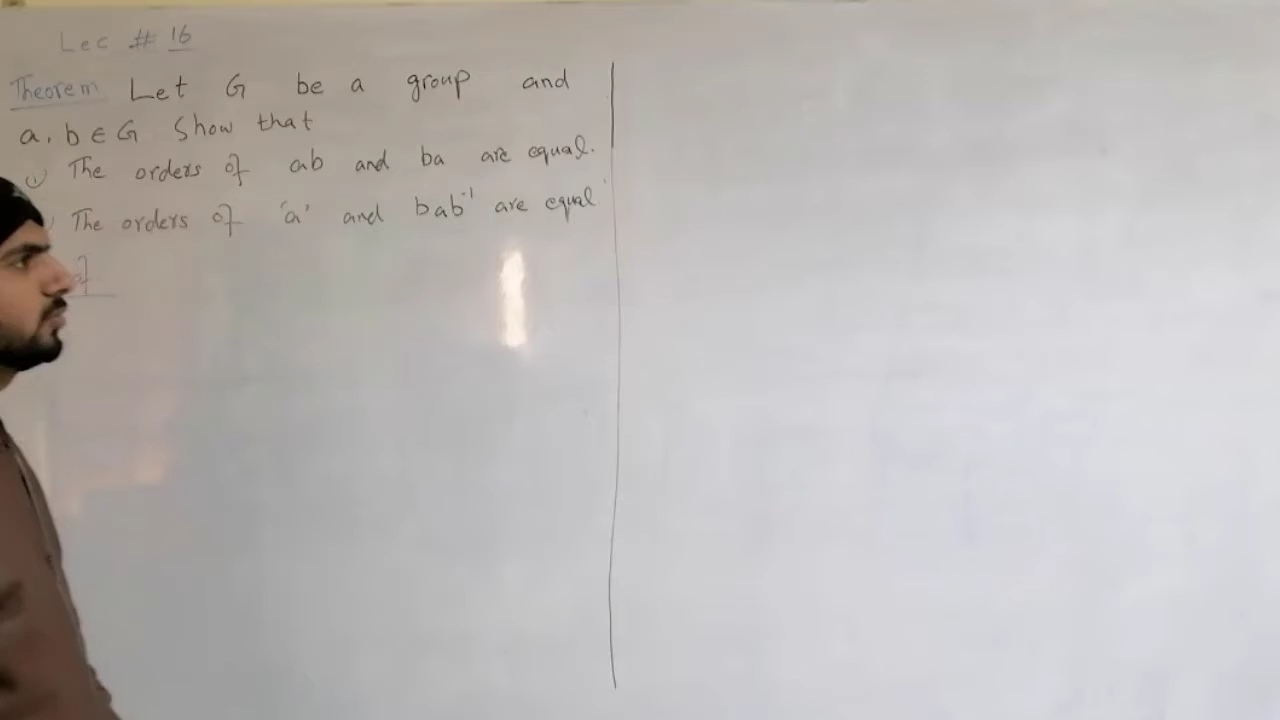 Lec # 16
Theorem Let G be a group and
a, b ∈ G Show that
i) The orders of ab and ba are equal.
) The orders of 'a' and bab⁻¹ are equal